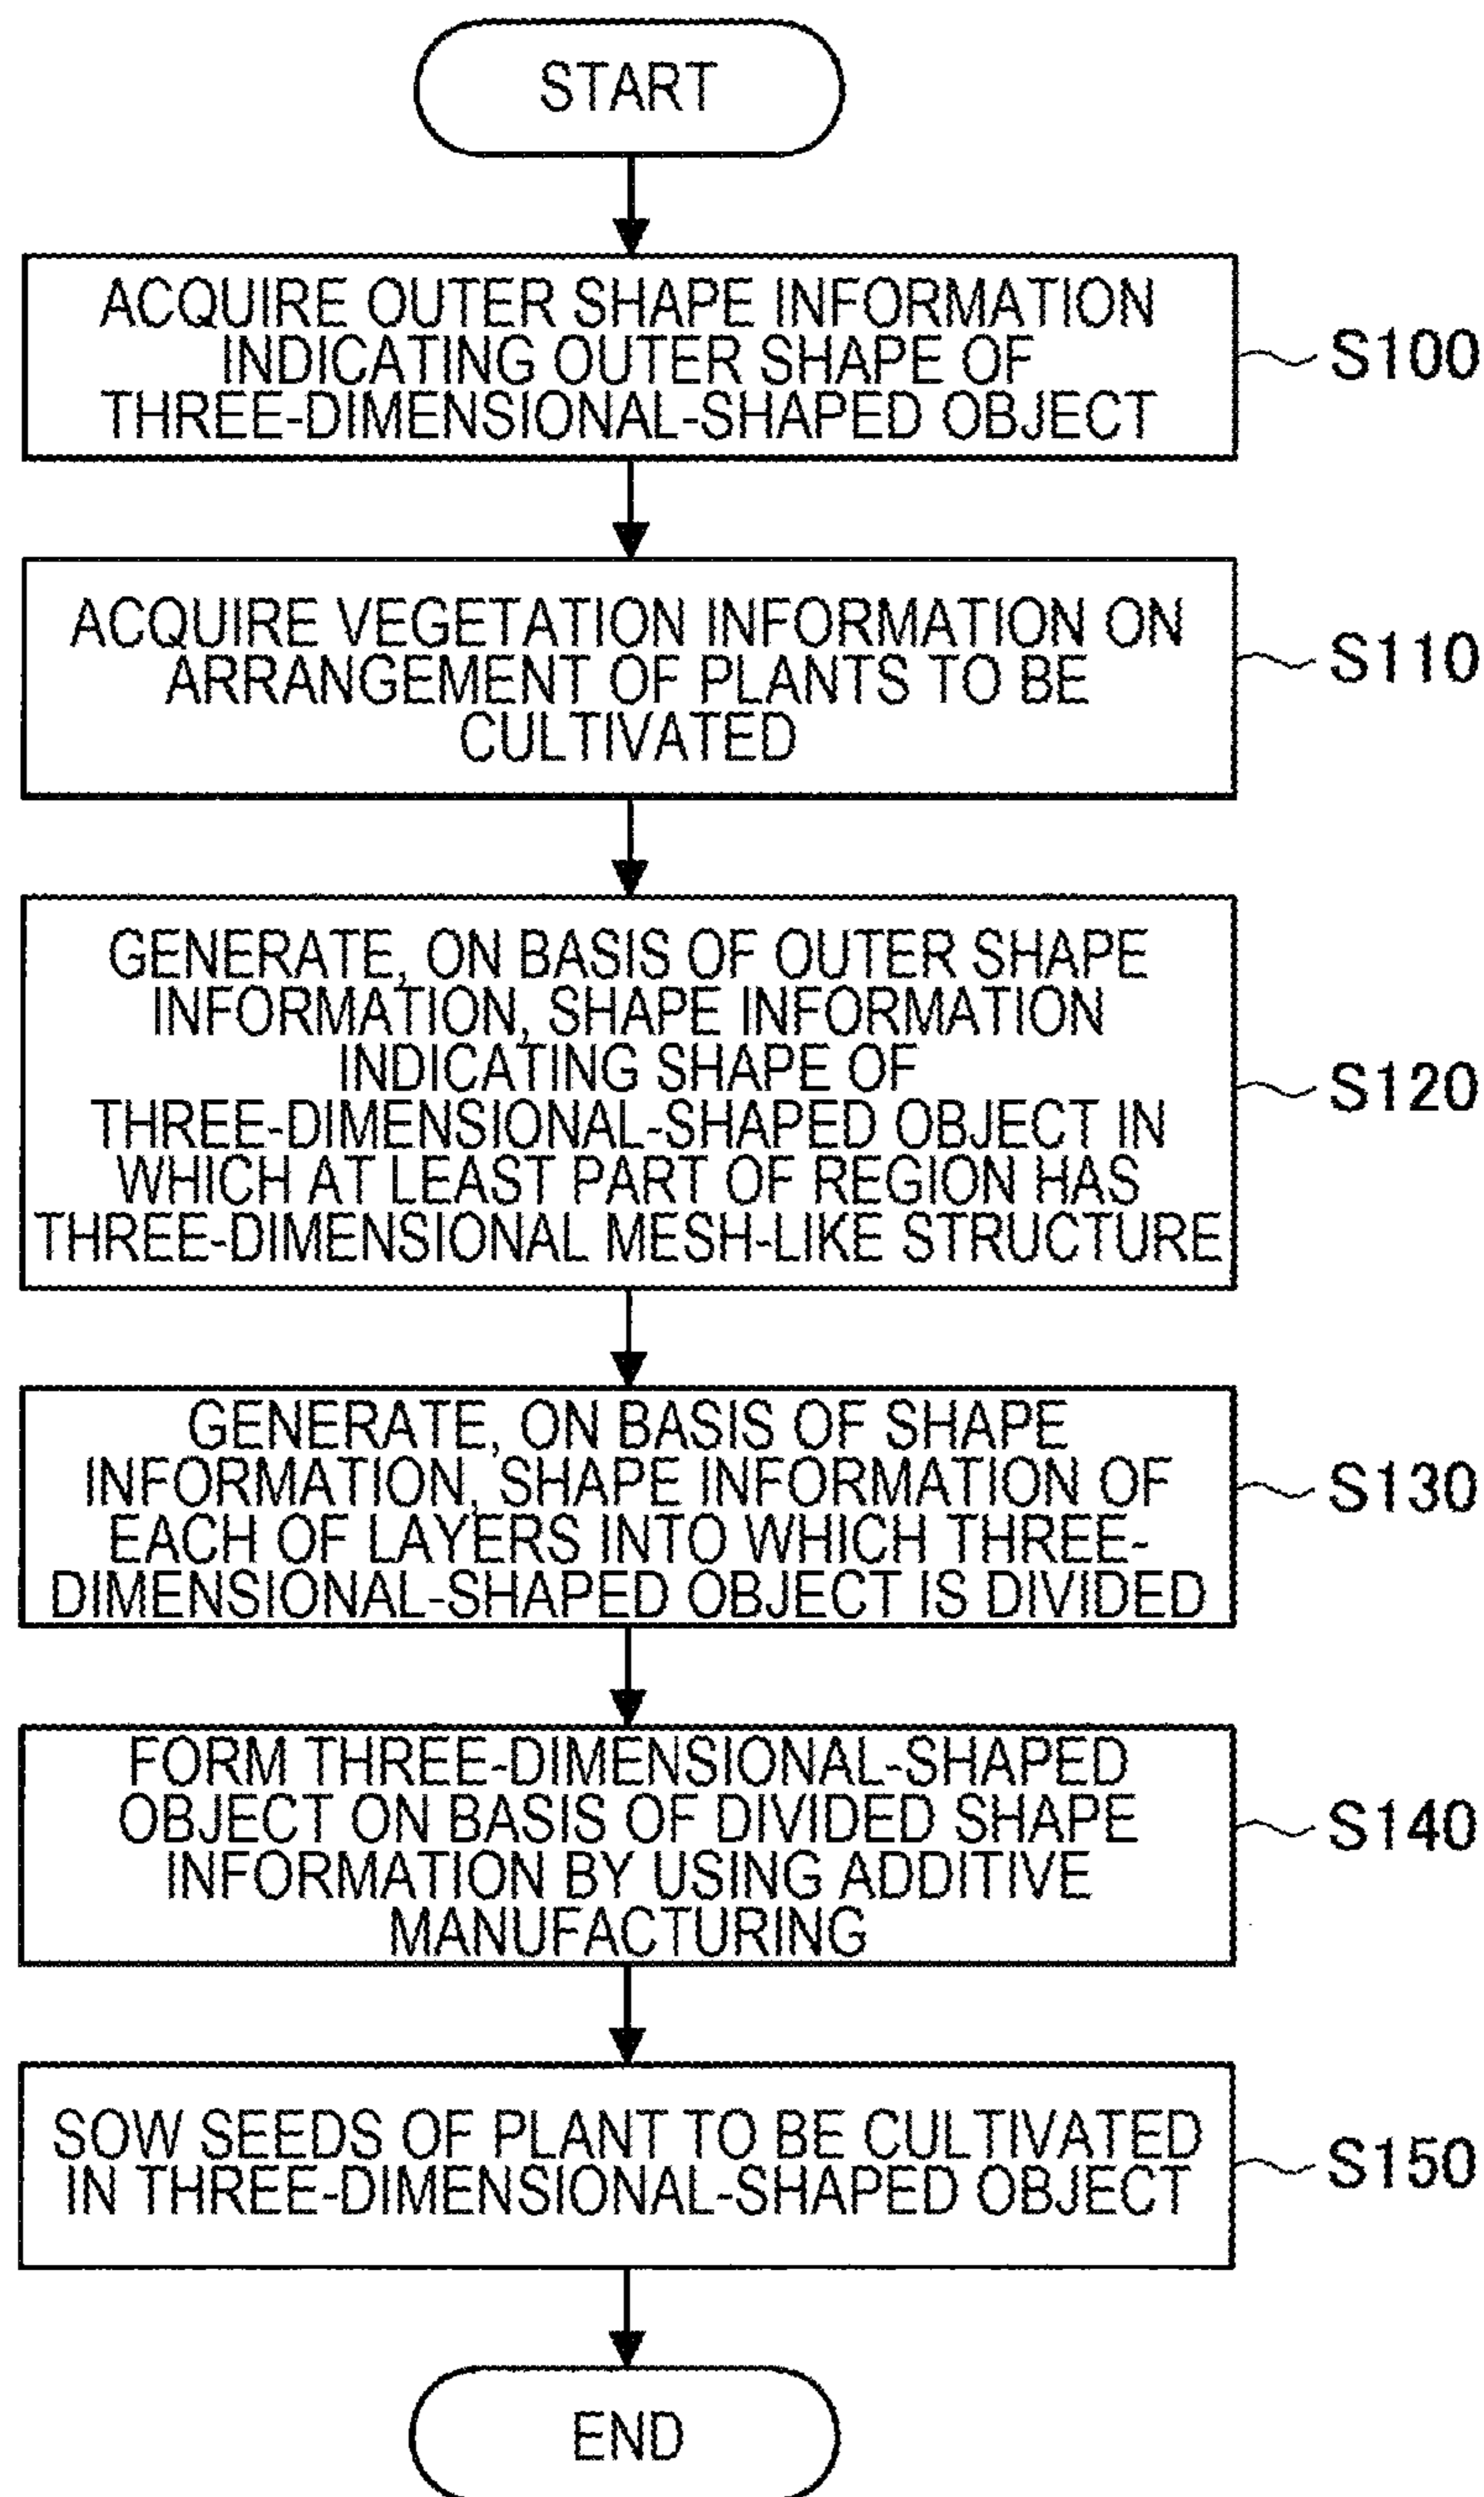 START
ACQUIRE OUTER SHAPE INFORMATION
INDICATING OUTER SHAPE OF
THREE-DIMENSIONAL-SHAPED OBJECT
S100
ACQUIRE VEGETATION INFORMATION ON
ARRANGEMENT OF PLANTS TO BE
CULTIVATED
S110
GENERATE, ON BASIS OF OUTER SHAPE
INFORMATION, SHAPE INFORMATION
INDICATING SHAPE OF
THREE-DIMENSIONAL-SHAPED OBJECT IN
WHICH AT LEAST PART OF REGION HAS
THREE-DIMENSIONAL MESH-LIKE STRUCTURE
S120
GENERATE, ON BASIS OF SHAPE
INFORMATION, SHAPE INFORMATION OF
EACH OF LAYERS INTO WHICH THREE-
DIMENSIONAL-SHAPED OBJECT IS DIVIDED
S130
FORM THREE-DIMENSIONAL-SHAPED
OBJECT ON BASIS OF DIVIDED SHAPE
INFORMATION BY USING ADDITIVE
MANUFACTURING
S140
SOW SEEDS OF PLANT TO BE CULTIVATED
IN THREE-DIMENSIONAL-SHAPED OBJECT
S150
END